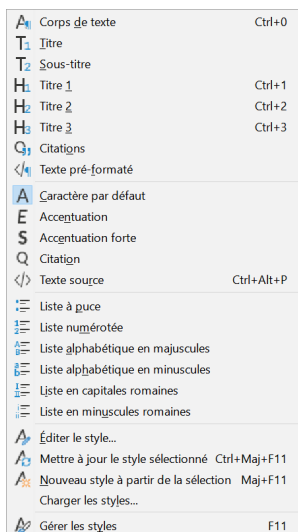 Corps de texte Ctrl+0
Titre
Sous-titre
Titre 1 Ctrl+1
Titre 2 Ctrl+2
Titre 3 Ctrl+3
Citations
Texte pré-formaté
Caractère par défaut
Accentuation
Accentuation forte
Citation
Texte source Ctrl+Alt+P
Liste à puce
Liste numérotée
Liste alphabétique en majuscules
Liste alphabétique en minuscules
Liste en capitales romaines
Liste en minuscules romaines
Éditer le style...
Mettre à jour le style sélectionné Ctrl+Maj+F11
Nouveau style à partir de la sélection Maj+F11
Charger les styles...
Gérer les styles F11